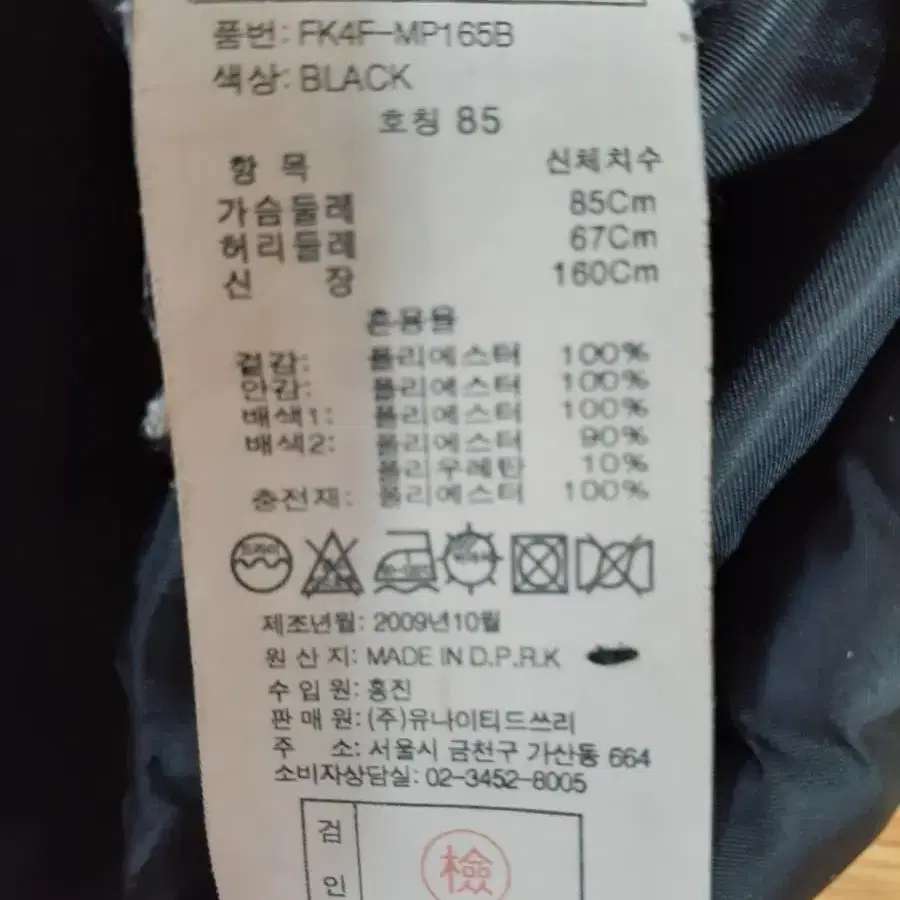 품번: FK4F-MP165B
색상: BLACK
호칭 85
항 목 신체치수
가슴둘레 85Cm
허리둘레 67Cm
신 장 160Cm
혼용율
겉감: 폴리에스터 100%
안감: 폴리에스터 100%
배색1: 폴리에스터 100%
배색2: 폴리에스터 90%
폴리우레탄 10%
충전재: 폴리에스터 100%
드라이
제조년월: 2009년10월
원 산 지: MADE IN D.P.R.K
수 입 원: 홍진
판 매 원: (주)유나이티드쓰리
주 소: 서울시 금천구 가산동 664
소비자상담실: 02-3452-8005
검
인
檢